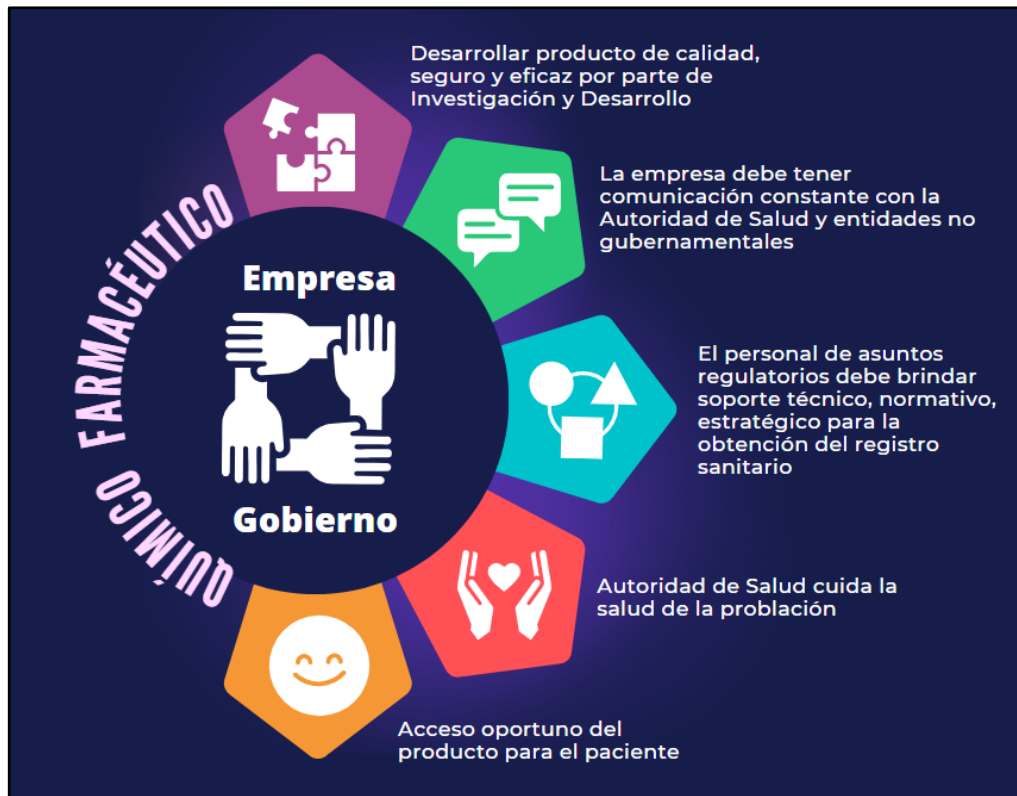 Desarrollar producto de calidad,
seguro y eficaz por parte de
Investigación y Desarrollo
La empresa debe tener
comunicación constante con la
Autoridad de Salud y entidades no
gubernamentales
QUÍMICO FARMACÉUTICO
Empresa
Gobierno
El personal de asuntos
regulatorios debe brindar
soporte técnico, normativo,
estratégico para la
obtención del registro
sanitario
Autoridad de Salud cuida la
salud de la problación
Acceso oportuno del
producto para el paciente